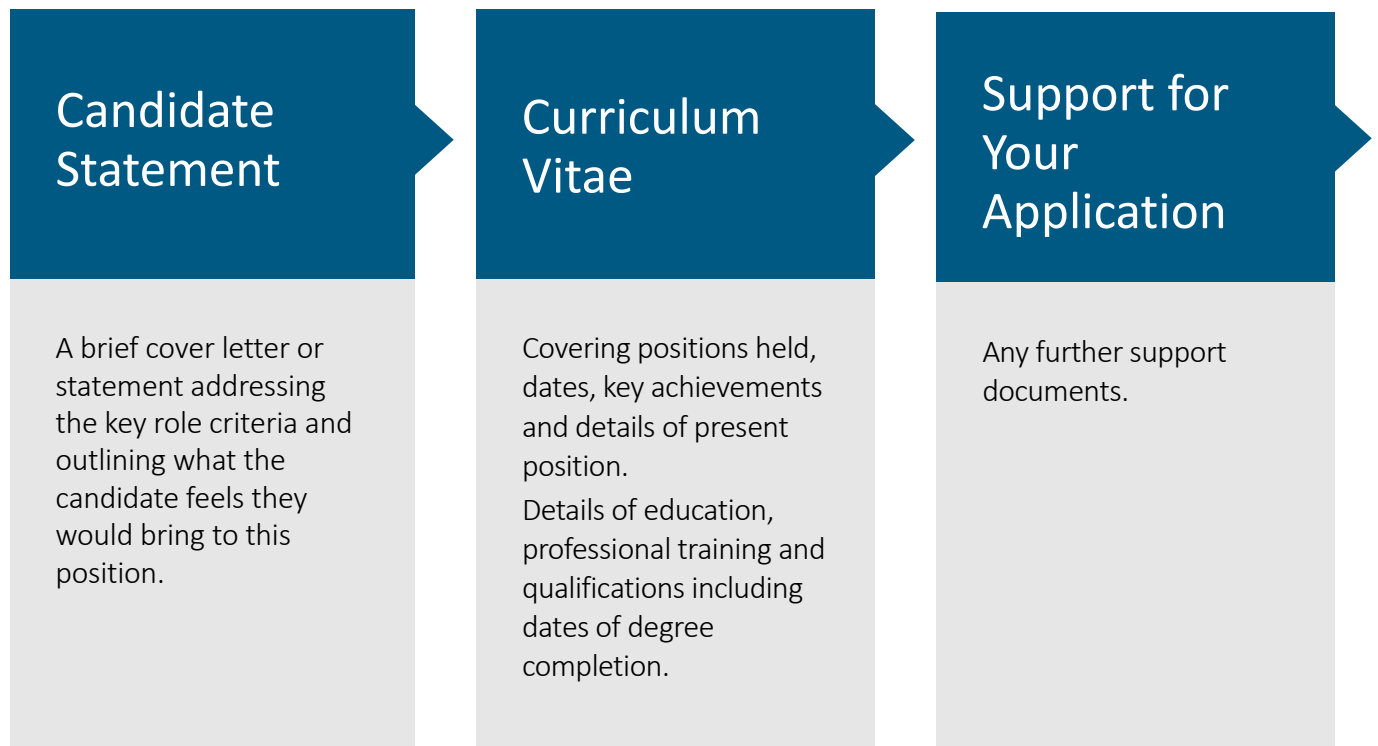 Candidate
Statement
A brief cover letter or
statement addressing
the key role criteria and
outlining what the
candidate feels they
would bring to this
position.
Curriculum
Vitae
Covering positions held,
dates, key achievements
and details of present
position.
Details of education,
professional training and
qualifications including
dates of degree
completion.
Support for
Your
Application
Any further support
documents.